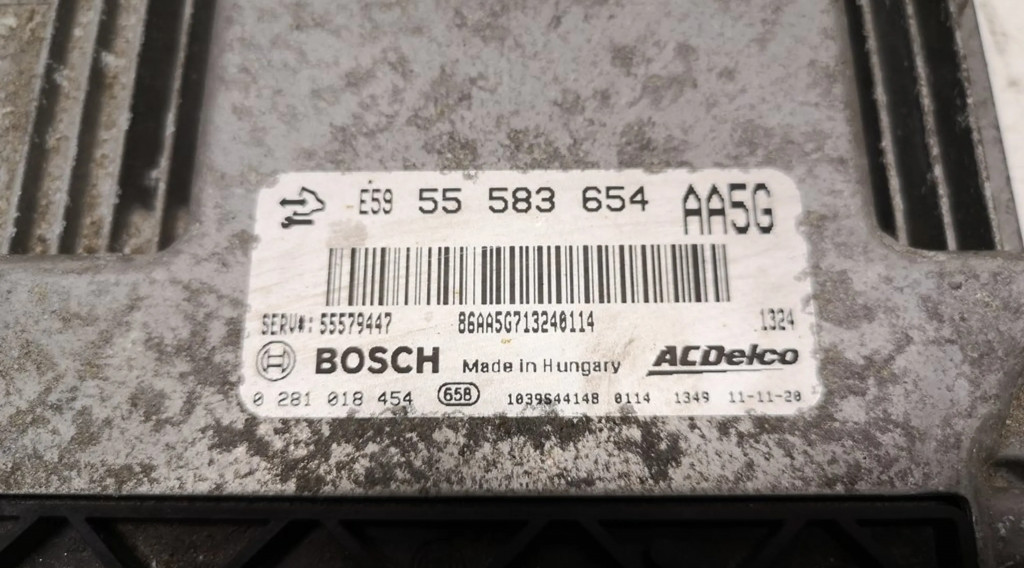 E59 55 583 654 AA5G
SERV#: 55579447 86AA5G713240114 1324
BOSCH Made in Hungary ACDelco
0 281 018 454 658 1039S44148 0114 1349 11-11-20